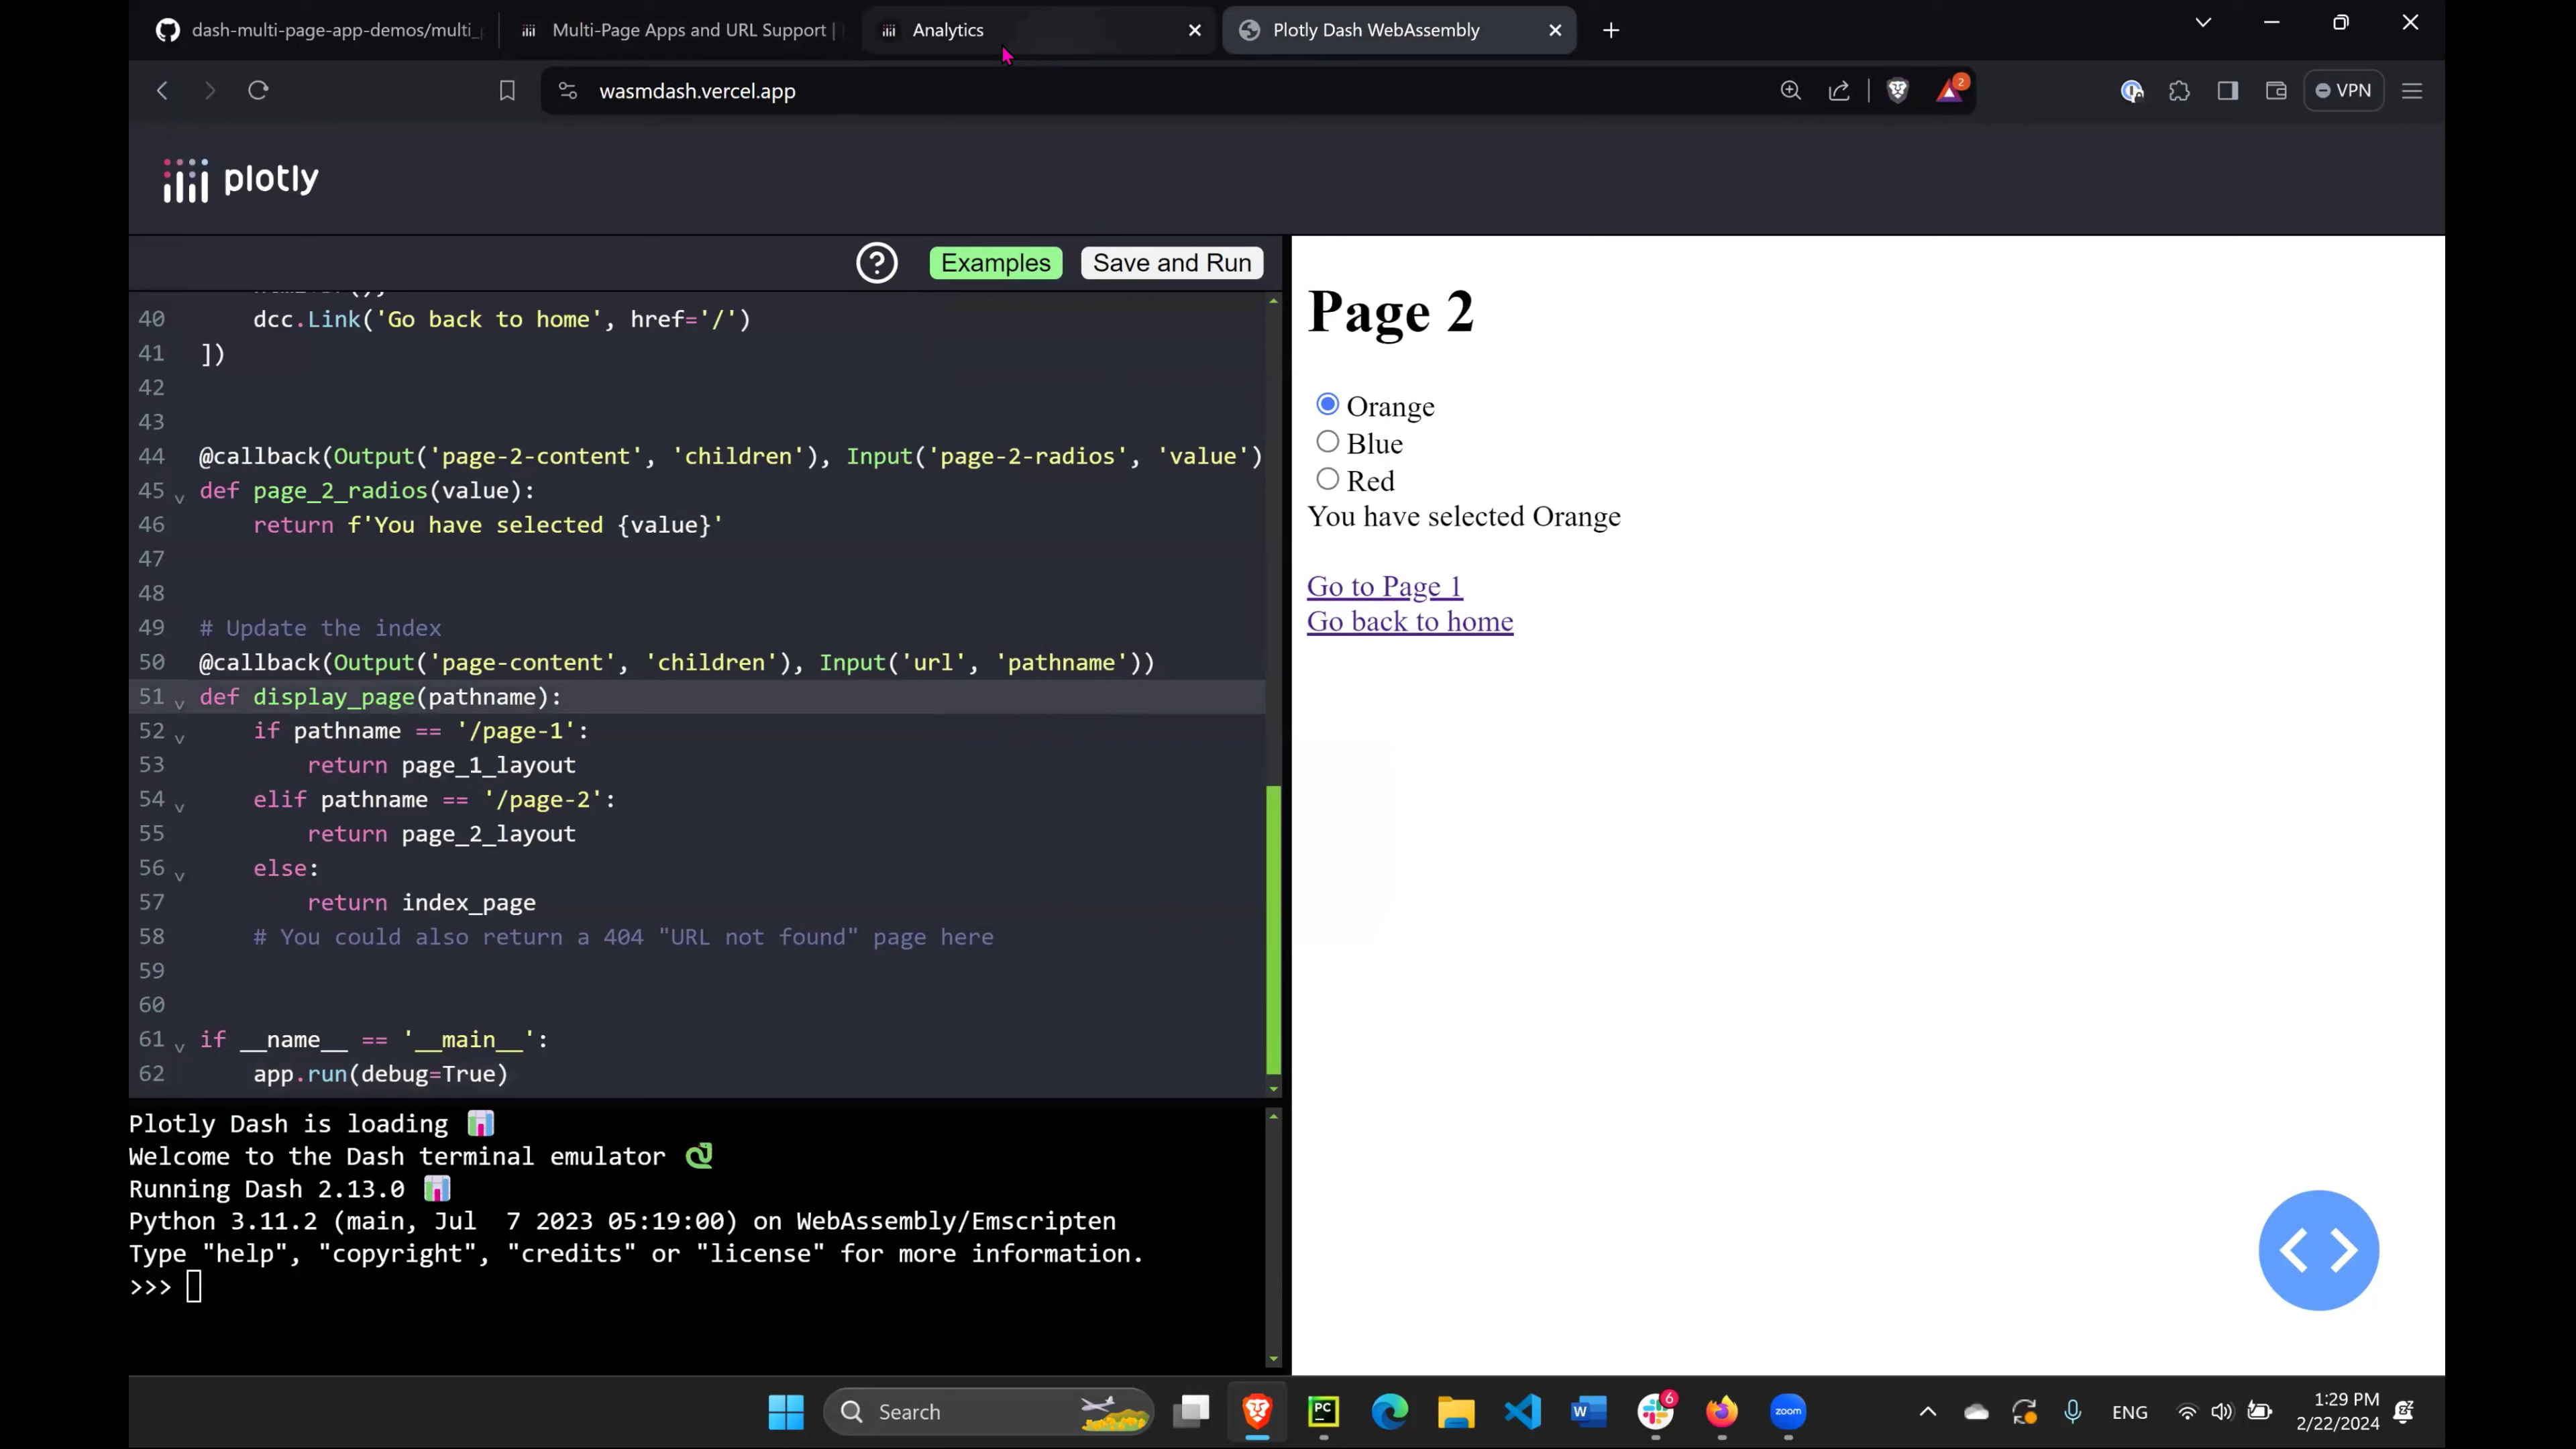 dash-multi-page-app-demos/multi_
Multi-Page Apps and URL Support |
Analytics
Plotly Dash WebAssembly
wasmdash.vercel.app
2
VPN
plotly
?
Examples
Save and Run
40 dcc.Link('Go back to home', href='/')
41 ])
42
43
44 @callback(Output('page-2-content', 'children'), Input('page-2-radios', 'value')
45 def page_2_radios(value):
46 return f'You have selected {value}'
47
48
49 # Update the index
50 @callback(Output('page-content', 'children'), Input('url', 'pathname'))
51 def display_page(pathname):
52 if pathname == '/page-1':
53 return page_1_layout
54 elif pathname == '/page-2':
55 return page_2_layout
56 else:
57 return index_page
58 # You could also return a 404 "URL not found" page here
59
60
61 if __name__ == '__main__':
62 app.run(debug=True)
Plotly Dash is loading
Welcome to the Dash terminal emulator
Running Dash 2.13.0
Python 3.11.2 (main, Jul  7 2023 05:19:00) on WebAssembly/Emscripten
Type "help", "copyright", "credits" or "license" for more information.
>>>
Page 2
Orange
Blue
Red
You have selected Orange
Go to Page 1
Go back to home
Search
PC
W
6
zoom
ENG
1:29 PM
2/22/2024